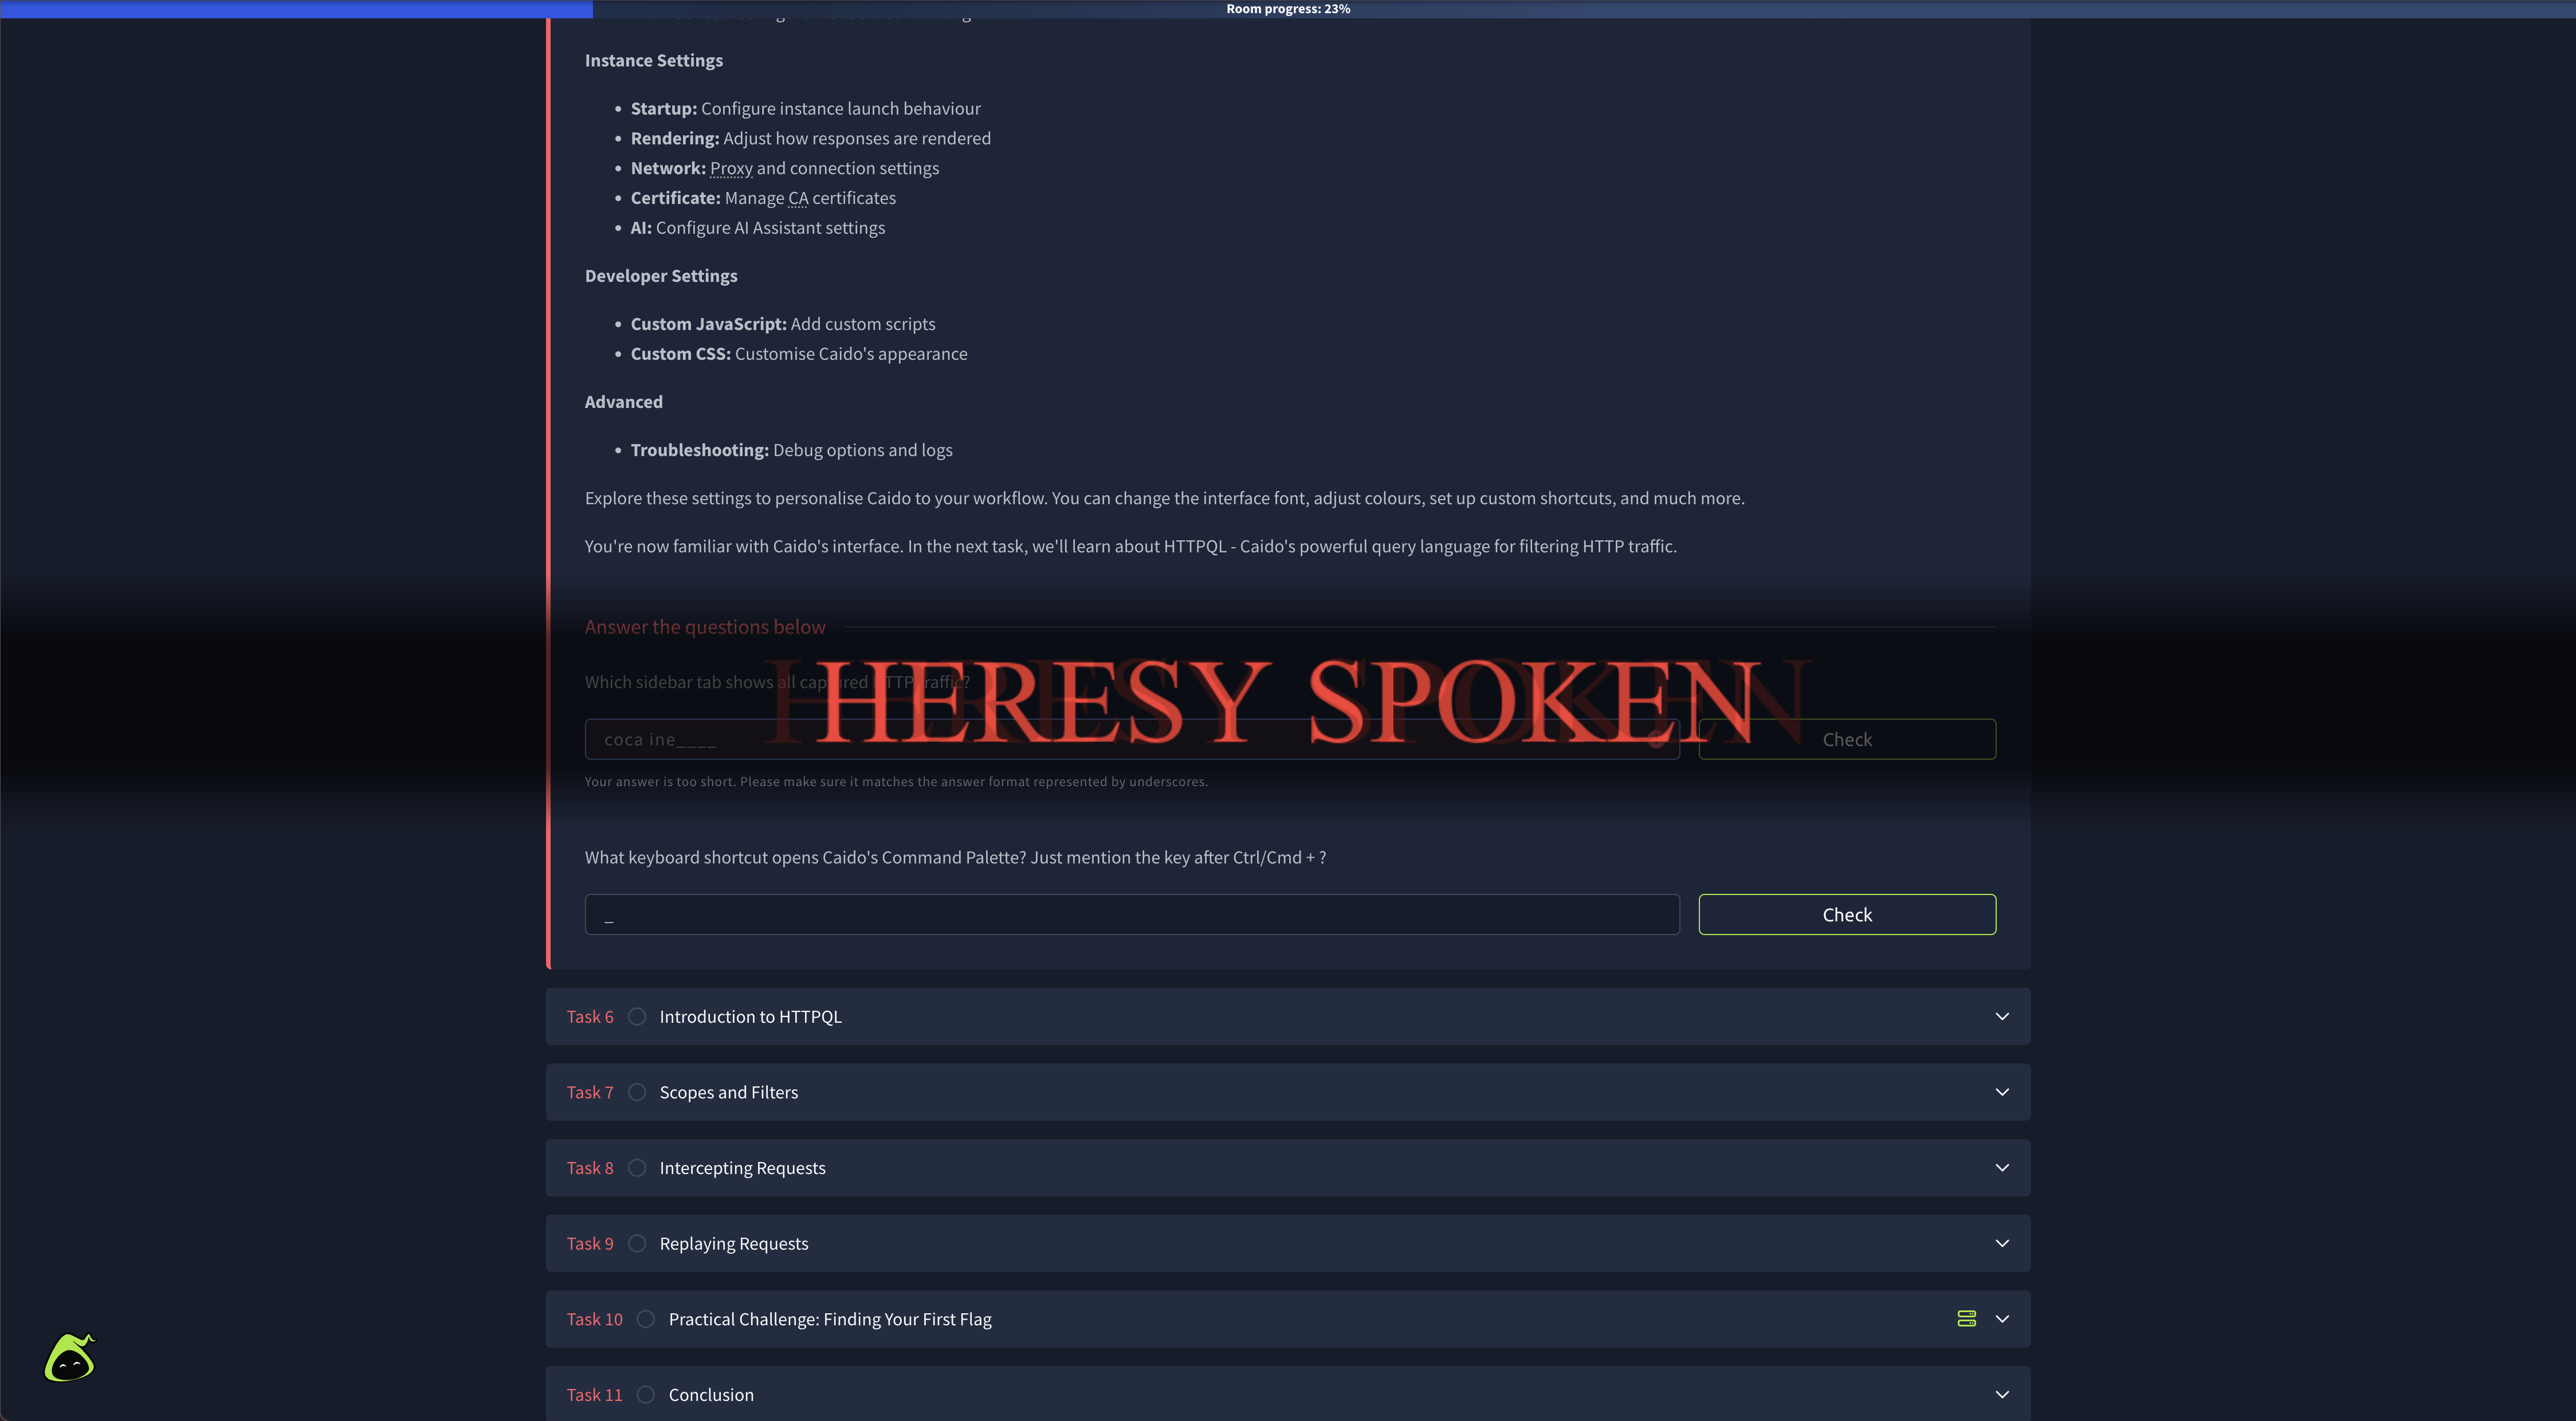 Room progress: 23%
Instance Settings
• Startup: Configure instance launch behaviour
• Rendering: Adjust how responses are rendered
• Network: Proxy and connection settings
• Certificate: Manage CA certificates
• AI: Configure AI Assistant settings
Developer Settings
• Custom JavaScript: Add custom scripts
• Custom CSS: Customise Caido's appearance
Advanced
• Troubleshooting: Debug options and logs
Explore these settings to personalise Caido to your workflow. You can change the interface font, adjust colours, set up custom shortcuts, and much more.
You're now familiar with Caido's interface. In the next task, we'll learn about HTTPQL - Caido's powerful query language for filtering HTTP traffic.
Answer the questions below
Which sidebar tab shows all captured HTTP traffic?
HERESY SPOKEN
coca ine____
Check
Your answer is too short. Please make sure it matches the answer format represented by underscores.
What keyboard shortcut opens Caido's Command Palette? Just mention the key after Ctrl/Cmd + ?
_
Check
Task 6 Introduction to HTTPQL
Task 7 Scopes and Filters
Task 8 Intercepting Requests
Task 9 Replaying Requests
Task 10 Practical Challenge: Finding Your First Flag
Task 11 Conclusion